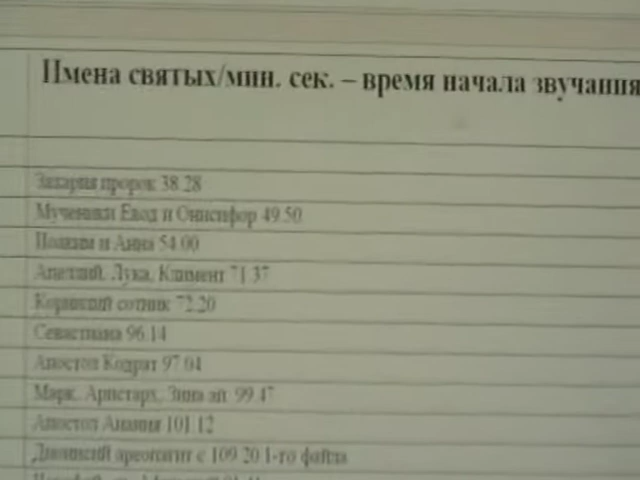 Имена святых/мин. сек. – время начала звучания
Захария пророк 38.28
Мученики Евод и Онисифор 49.50
Иоаким и Анна 54.00
Апеллий, Лука, Климент 71.37
Корнилий сотник 72.20
Севастиана 96.14
Апостол Кодрат 97.04
Марк, Аристарх, Зина ап. 99.47
Апостол Анания 101.12
Дионисий ареопагит с 109.20 1-го файла